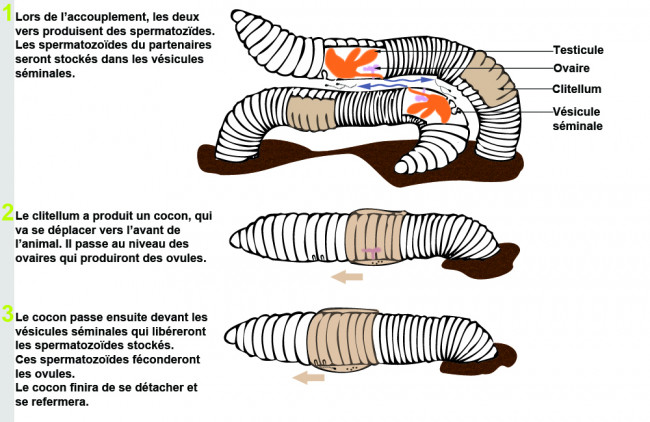 1
Lors de l'accouplement, les deux
vers produisent des spermatozoïdes.
Les spermatozoïdes du partenaires
seront stockés dans les vésicules
séminales.
Testicule
Ovaire
Clitellum
Vésicule
séminale
2
Le clitellum a produit un cocon, qui
va se déplacer vers l'avant de
l'animal. Il passe au niveau des
ovaires qui produiront des ovules.
3
Le cocon passe ensuite devant les
vésicules séminales qui libéreront
les spermatozoïdes stockés.
Ces spermatozoïdes féconderont
les ovules.
Le cocon finira de se détacher et
se refermera.